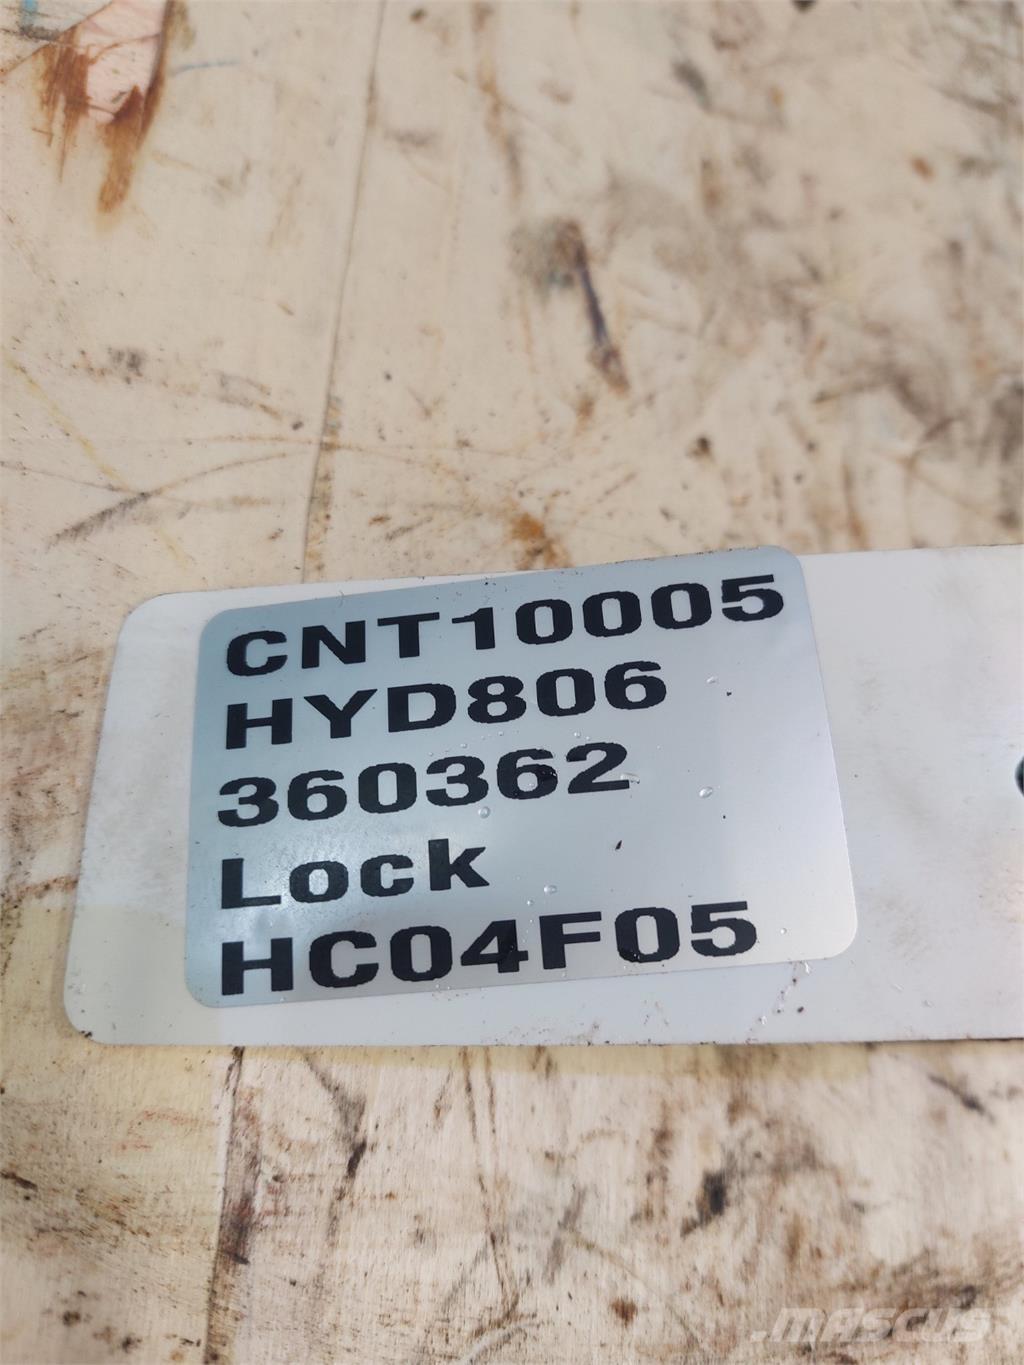 CNT10005
HYD806
360362
Lock
HC04F05
MASCUS